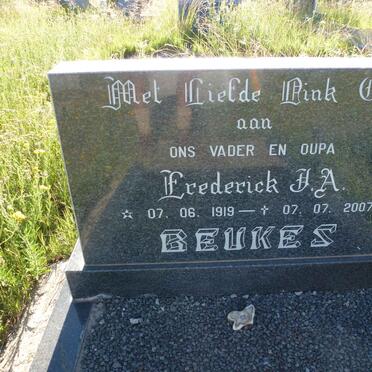 Met Liefde Dink
aan
ONS VADER EN OUPA
Frederick J.A.
☆ 07. 06. 1919 — ✝ 07. 07. 2007
BEUKES